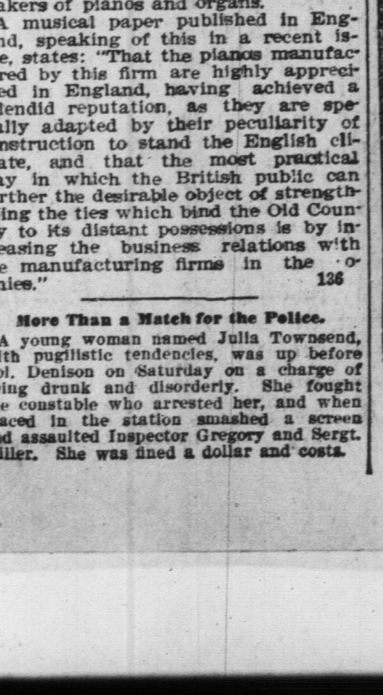 akers of pianos and organs.
A musical paper published in Eng-
nd, speaking of this in a recent is-
e, states: "That the pianos manufac-
red by this firm are highly appreci-
ed in England, having achieved a
lendid reputation, as they are spe-
ally adapted by their peculiarity of
nstruction to stand the English cli-
ate, and that the most practical
ay in which the British public can
rther the desirable object of strength-
ing the ties which bind the Old Coun-
y to its distant possessions is by in-
easing the business relations with
e manufacturing firms in the o-
nies." 136
More Than a Match for the Police.
A young woman named Julia Townsend,
ith pugilistic tendencies, was up before
ol. Denison on Saturday on a charge of
ing drunk and disorderly. She fought
e constable who arrested her, and when
aced in the station smashed a screen
d assaulted Inspector Gregory and Sergt.
iller. She was fined a dollar and costs.